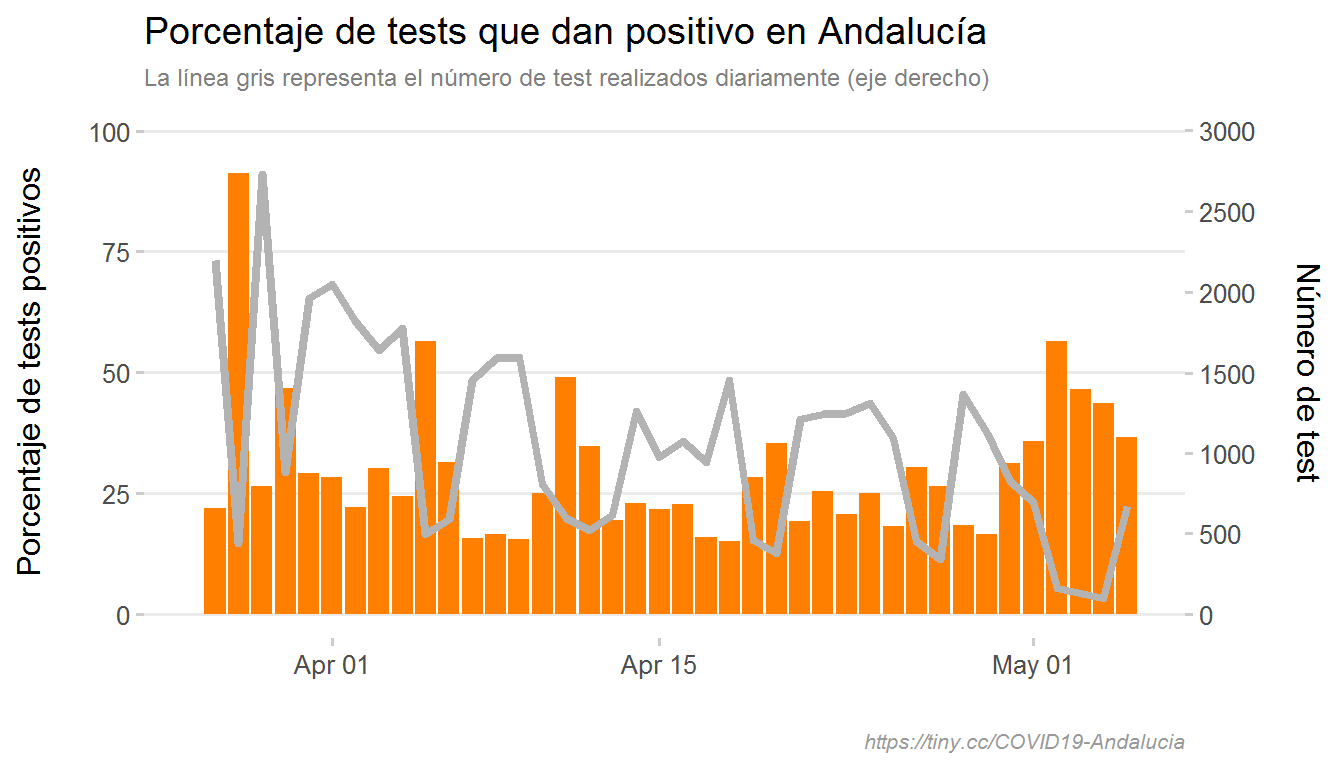 Porcentaje de tests que dan positivo en Andalucía
La línea gris representa el número de test realizados diariamente (eje derecho)
Porcentaje de tests positivos
100
75
50
25
0
3000
2500
2000
1500
1000
500
0
Número de test
Apr 01
Apr 15
May 01
https://tiny.cc/COVID19-Andalucia